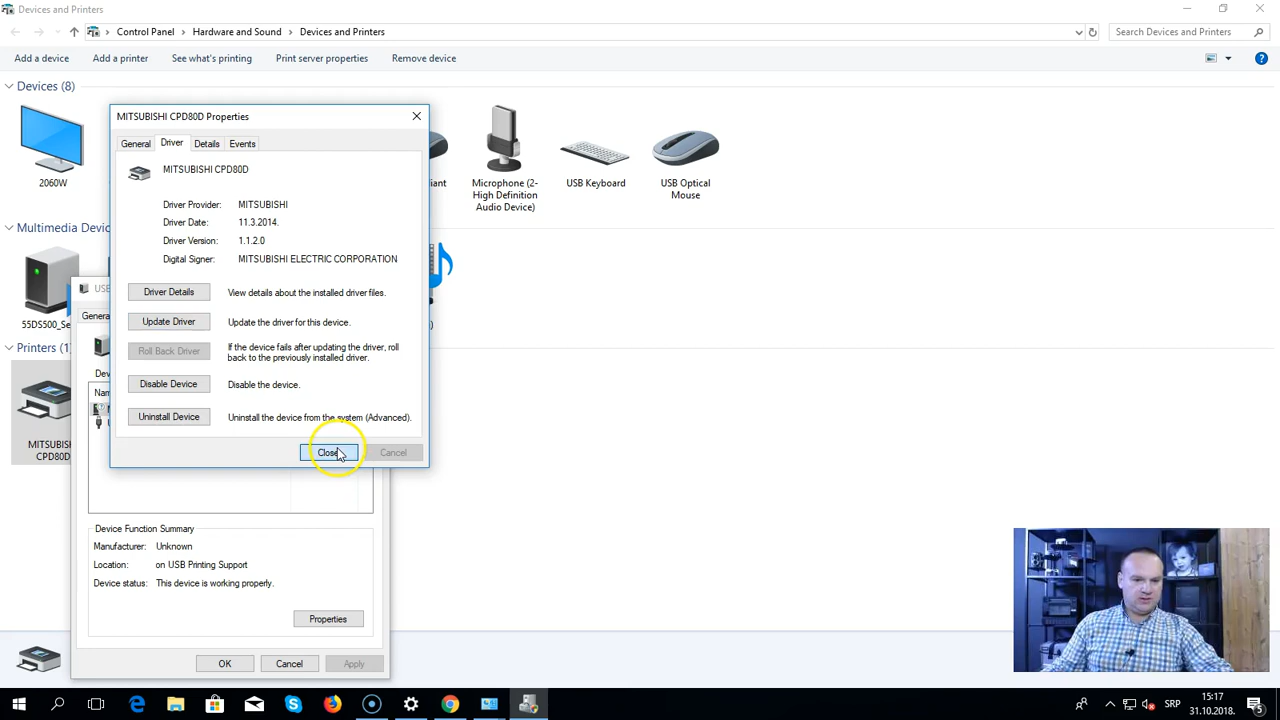 Devices and Printers
Control Panel
Hardware and Sound
Devices and Printers
Search Devices and Printers
Add a device
Add a printer
See what's printing
Print server properties
Remove device
Devices (8)
MITSUBISHI CPD80D Properties
General
Driver
Details
Events
MITSUBISHI CPD80D
Driver Provider: MITSUBISHI
Driver Date: 11.3.2014.
Driver Version: 1.1.2.0
Digital Signer: MITSUBISHI ELECTRIC CORPORATION
Driver Details
View details about the installed driver files.
Update Driver
Update the driver for this device.
Roll Back Driver
If the device fails after updating the driver, roll
back to the previously installed driver.
Disable Device
Disable the device.
Uninstall Device
Uninstall the device from the system (Advanced).
Close
Cancel
2060W
iant
Microphone (2-
High Definition
Audio Device)
USB Keyboard
USB Optical
Mouse
Multimedia Devic
55DS500_Se
)
Printers (1)
MITSUBISH
CPD80D
USB
Genera
Dev
Nam
Device Function Summary
Manufacturer: Unknown
Location: on USB Printing Support
Device status: This device is working properly.
Properties
OK
Cancel
Apply
SRP
15:17
31.10.2018.
5